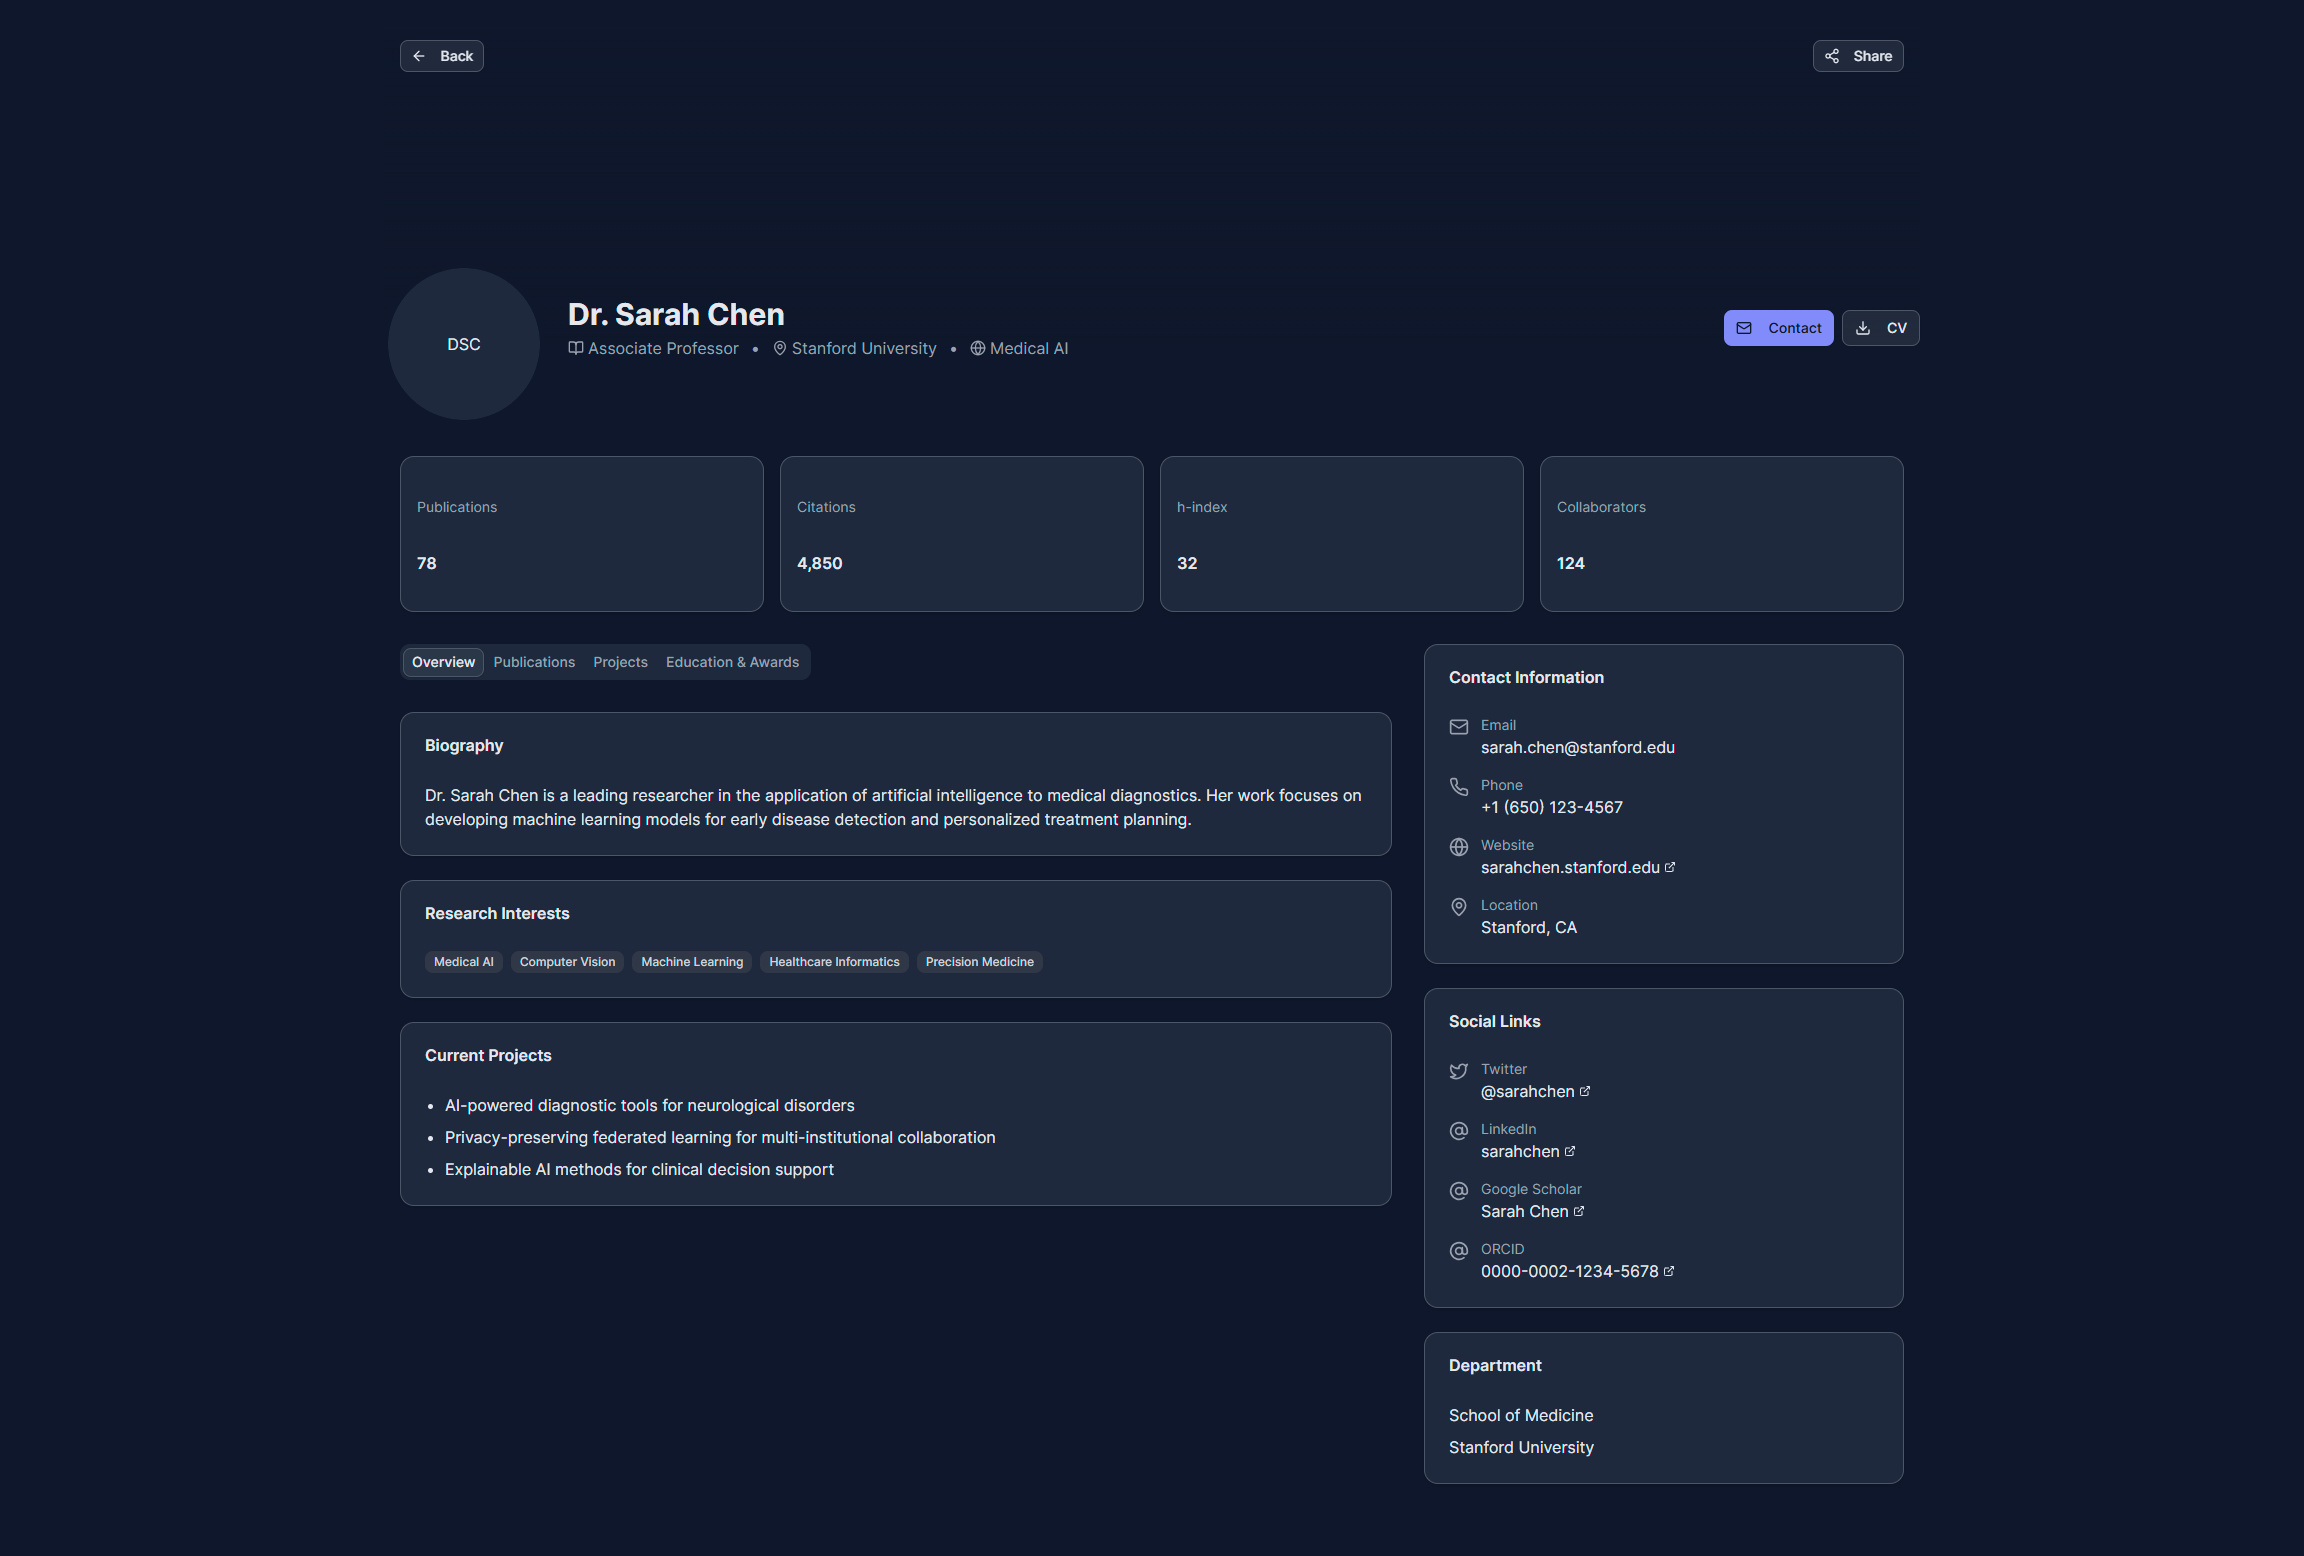 Back
Share
DSC
Dr. Sarah Chen
Associate Professor • Stanford University • Medical AI
Contact
CV
Publications
78
Citations
4,850
h-index
32
Collaborators
124
Overview Publications Projects Education & Awards
Biography
Dr. Sarah Chen is a leading researcher in the application of artificial intelligence to medical diagnostics. Her work focuses on
developing machine learning models for early disease detection and personalized treatment planning.
Research Interests
Medical AI Computer Vision Machine Learning Healthcare Informatics Precision Medicine
Current Projects
• AI-powered diagnostic tools for neurological disorders
• Privacy-preserving federated learning for multi-institutional collaboration
• Explainable AI methods for clinical decision support
Contact Information
Email
sarah.chen@stanford.edu
Phone
+1 (650) 123-4567
Website
sarahchen.stanford.edu
Location
Stanford, CA
Social Links
Twitter
@sarahchen
LinkedIn
sarahchen
Google Scholar
Sarah Chen
ORCID
0000-0002-1234-5678
Department
School of Medicine
Stanford University